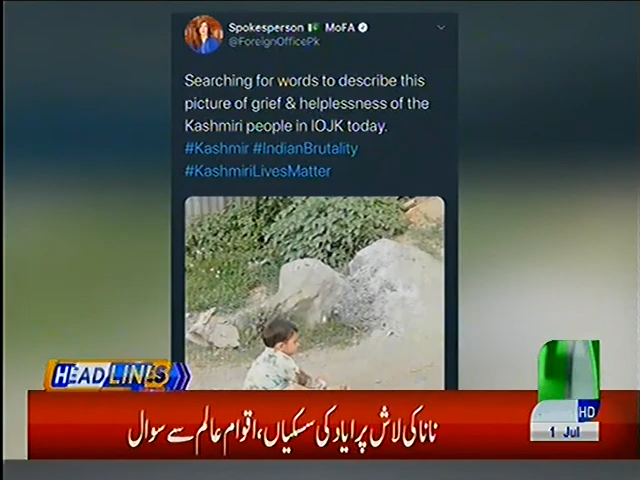 Spokesperson 🇵🇰 MoFA
@ForeignOfficePk
Searching for words to describe this
picture of grief & helplessness of the
Kashmiri people in IOJK today.
#Kashmir #IndianBrutality
#KashmiriLivesMatter
HEADLINES
نانا کی لاش پر ایاد کی سسکیاں، اقوام عالم سے سوال
HD
1 Jul